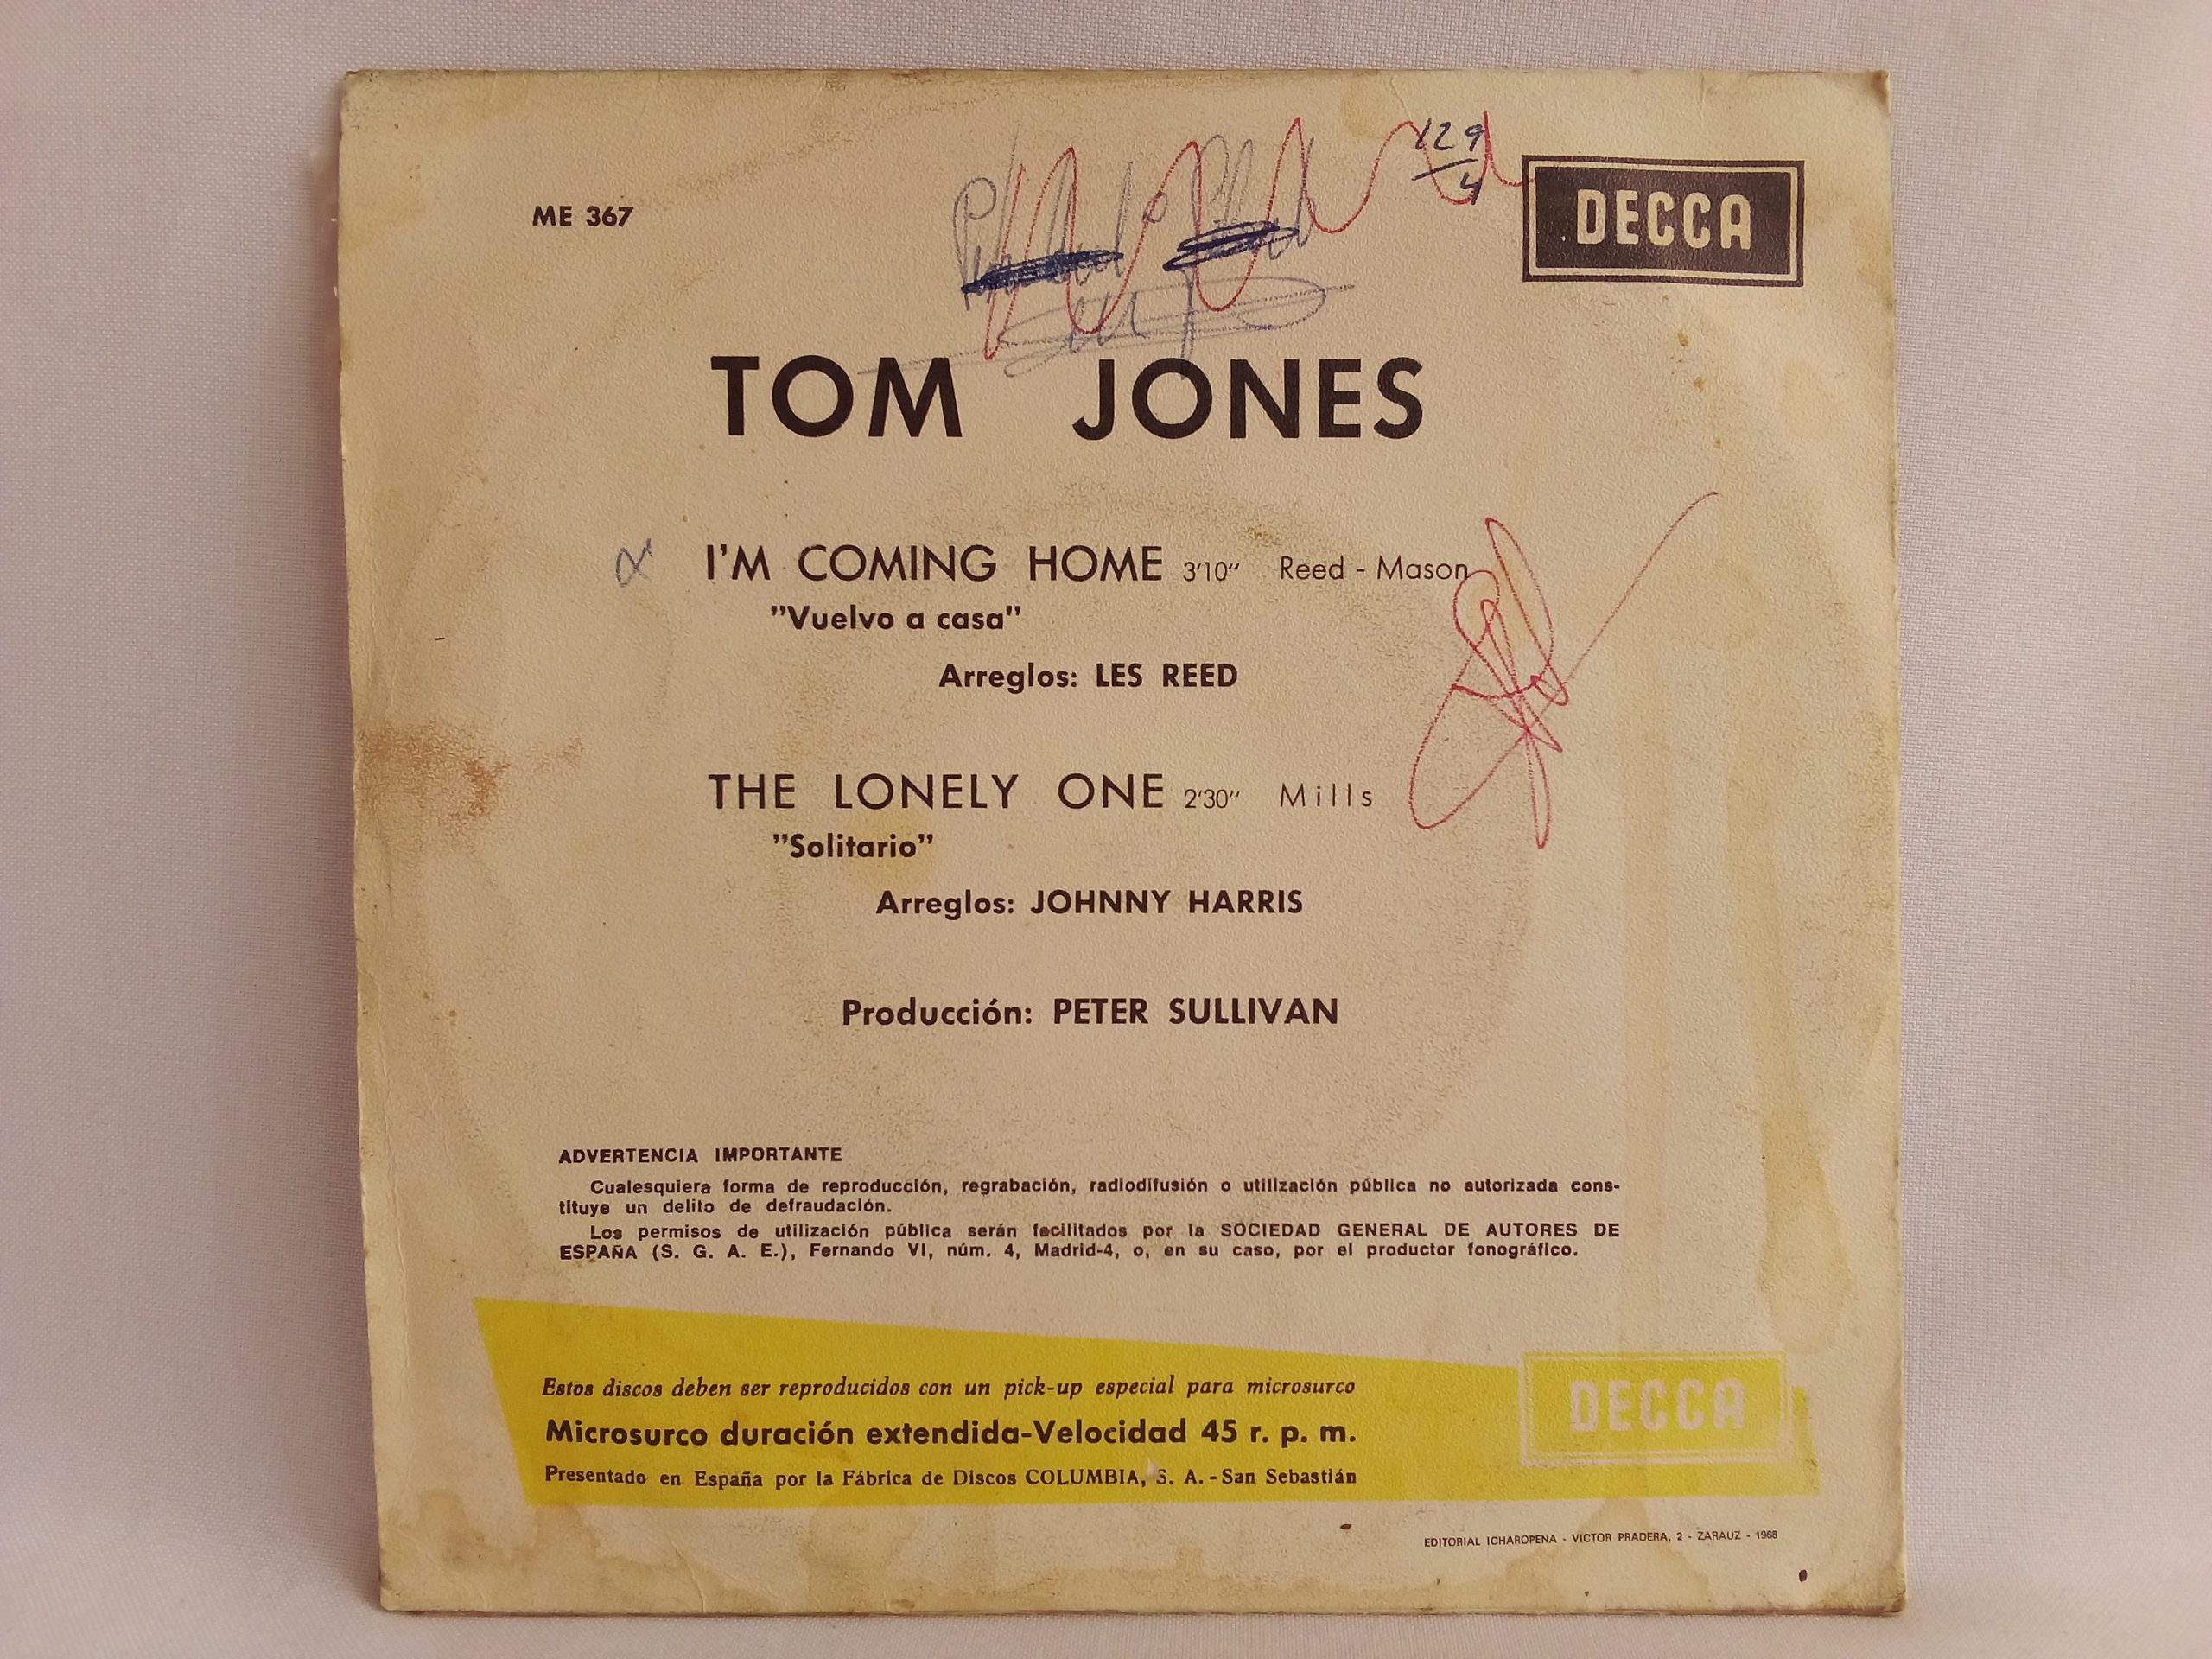 129
4
ME 367
DECCA
TOM JONES
I'M COMING HOME 3'10" Reed - Mason
"Vuelvo a casa"
Arreglos: LES REED
THE LONELY ONE 2'30" Mills
"Solitario"
Arreglos: JOHNNY HARRIS
Producción: PETER SULLIVAN
ADVERTENCIA IMPORTANTE
Cualesquiera forma de reproducción, regrabación, radiodifusión o utilización pública no autorizada cons-
tituye un delito de defraudación.
Los permisos de utilización pública serán facilitados por la SOCIEDAD GENERAL DE AUTORES DE
ESPAÑA (S. G. A. E.), Fernando VI, núm. 4, Madrid-4, o, en su caso, por el productor fonográfico.
Estos discos deben ser reproducidos con un pick-up especial para microsurco
Microsurco duración extendida-Velocidad 45 r. p. m.
Presentado en España por la Fábrica de Discos COLUMBIA, S. A. - San Sebastián
DECCA
EDITORIAL ICHAROPENA - VICTOR PRADERA, 2 - ZARAUZ - 1968